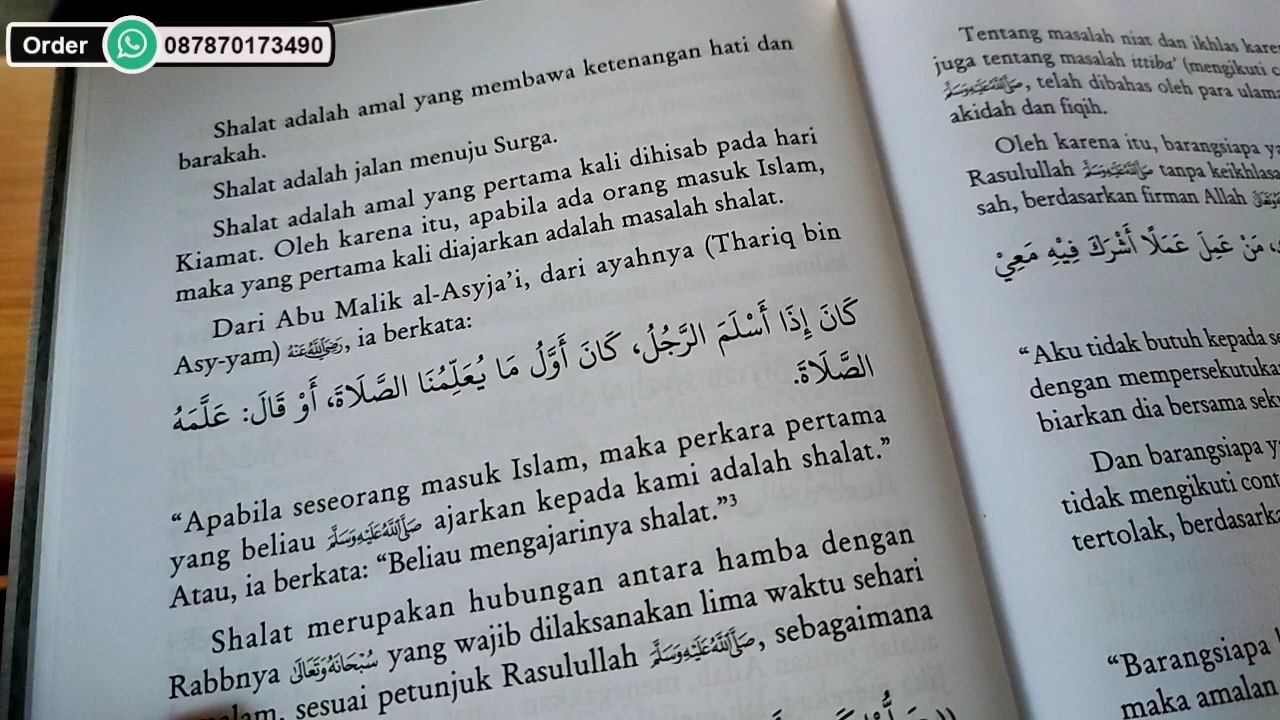 Order 087870173490
Shalat adalah amal yang membawa ketenangan hati dan
barakah.
Shalat adalah jalan menuju Surga.
Shalat adalah amal yang pertama kali dihisab pada hari
Kiamat. Oleh karena itu, apabila ada orang masuk Islam,
maka yang pertama kali diajarkan adalah masalah shalat.
Dari Abu Malik al-Asyja’i, dari ayahnya (Thariq bin
Asy-yam) رَضِيَ اللَّهُ عَنْهُ, ia berkata:
كَانَ إِذَا أَسْلَمَ الرَّجُلُ، كَانَ أَوَّلُ مَا يُعَلِّمُنَا الصَّلَاةَ، أَوْ قَالَ: عَلَّمَهُ
الصَّلَاةَ.
“Apabila seseorang masuk Islam, maka perkara pertama
yang beliau صَلَّى اللَّهُ عَلَيْهِ وَسَلَّمَ ajarkan kepada kami adalah shalat.”
Atau, ia berkata: “Beliau mengajarinya shalat.”3
Shalat merupakan hubungan antara hamba dengan
Rabbnya سُبْحَانَهُ وَتَعَالَى yang wajib dilaksanakan lima waktu sehari
sesuai petunjuk Rasulullah صَلَّى اللَّهُ عَلَيْهِ وَسَلَّمَ, sebagaimana
Tentang masalah niat dan ikhlas
juga tentang masalah ittiba’ (mengikuti
صَلَّى اللَّهُ عَلَيْهِ وَسَلَّمَ, telah dibahas oleh para
akidah dan fiqih.
Oleh karena itu, barangsiapa
Rasulullah صَلَّى اللَّهُ عَلَيْهِ وَسَلَّمَ tanpa
sah, berdasarkan firman Allah
مَنْ عَمِلَ عَمَلًا أَشْرَكَ فِيْهِ مَعِيْ
“Aku tidak butuh kepada
dengan
biarkan dia bersama
Dan barangsiapa
tidak mengikuti
tertolak,
“Barangsiapa
maka amalan